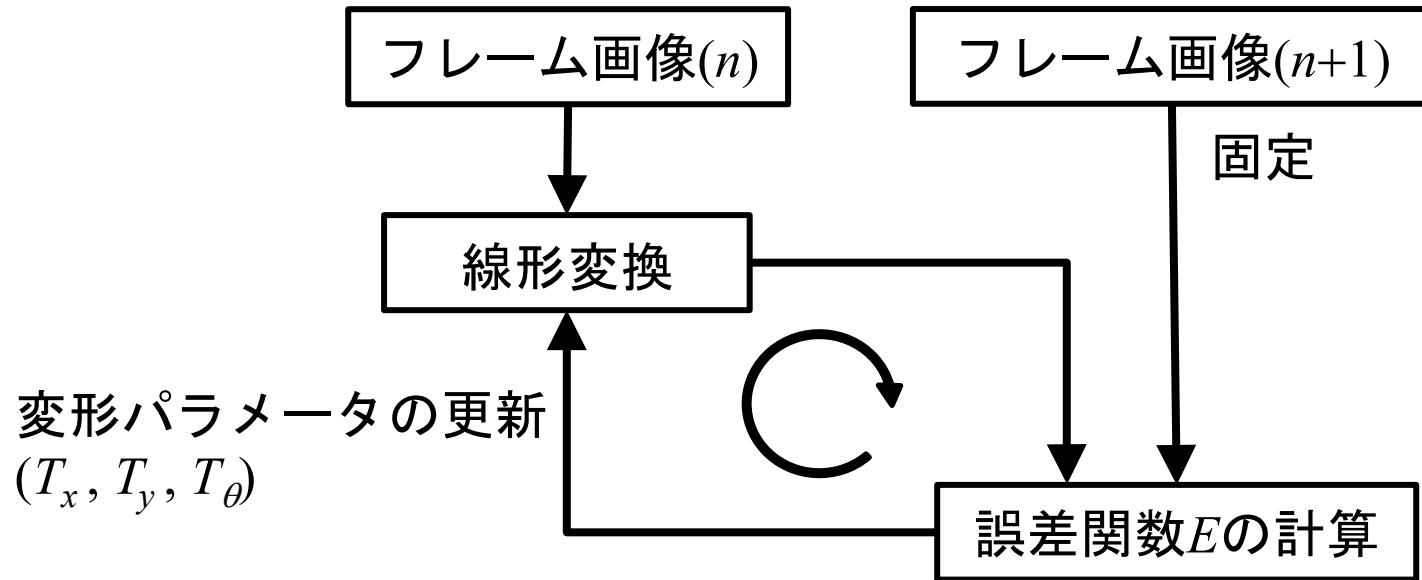 フレーム画像(n)
フレーム画像(n+1)
固定
線形変換
変形パラメータの更新
(Tx , Ty , Tθ)
誤差関数Eの計算